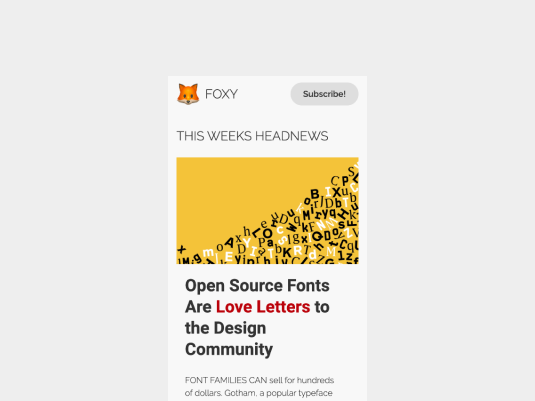 FOXY
Subscribe!
THIS WEEKS HEADNEWS
Open Source Fonts
Are Love Letters to
the Design
Community
FONT FAMILIES CAN sell for hundreds
of dollars. Gotham, a popular typeface